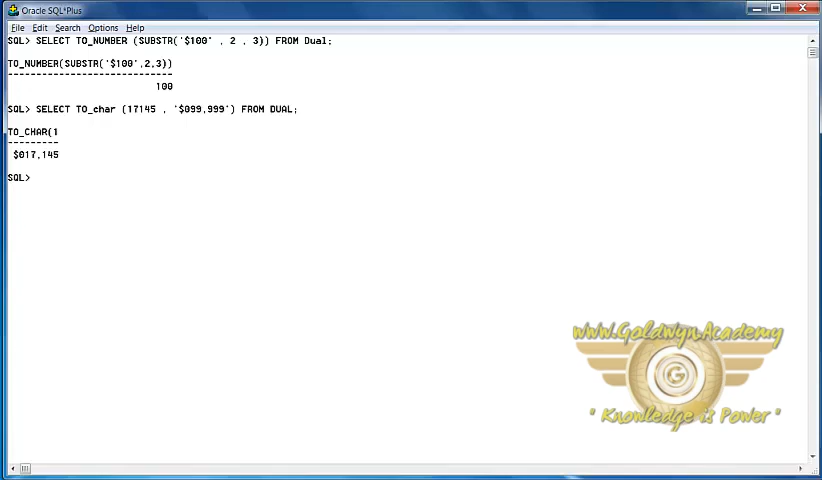 Oracle SQL*Plus
File Edit Search Options Help
SQL> SELECT TO_NUMBER (SUBSTR('$100' , 2 , 3)) FROM Dual;
TO_NUMBER(SUBSTR('$100',2,3))
-----------------------------
100
SQL> SELECT TO_char (17145 , '$099,999') FROM DUAL;
TO_CHAR(1
---------
$017,145
SQL>
www.GoldwynAcademy
G
" Knowledge is Power "